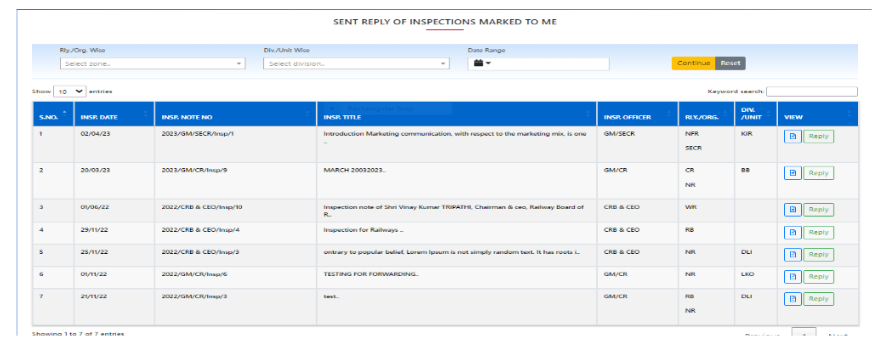 SENT REPLY OF INSPECTIONS MARKED TO ME
Rly./Org. Wise Div./Unit Wise Date Range
Select zone.. Select division.. Continue Reset
Show 10 entries Keyword search:
S.NO. INSP. DATE INSP. NOTE NO INSP. TITLE INSP. OFFICER RLY./ORG. DIV./UNIT VIEW
1 02/04/23 2023/GM/SECR/Insp/1 Introduction Marketing communication, with respect to the marketing mix, is one .. GM/SECR NFR SECR KIR Reply
2 20/03/23 2023/GM/CR/Insp/9 MARCH 20032023.. GM/CR CR NR BB Reply
3 01/06/22 2022/CRB & CEO/Insp/10 Inspection note of Shri Vinay Kumar TRIPATHI, Chairman & ceo, Railway Board of R.. CRB & CEO WR Reply
4 29/11/22 2022/CRB & CEO/Insp/4 Inspection for Railways .. CRB & CEO RB Reply
5 25/11/22 2022/CRB & CEO/Insp/3 ontrary to popular belief, Lorem Ipsum is not simply random text. It has roots i.. CRB & CEO NR DLI Reply
6 01/11/22 2022/GM/CR/Insp/6 TESTING FOR FORWARDING.. GM/CR NR LKO Reply
7 21/11/22 2022/GM/CR/Insp/3 test.. GM/CR RB NR DLI Reply
Showing 1 to 7 of 7 entries